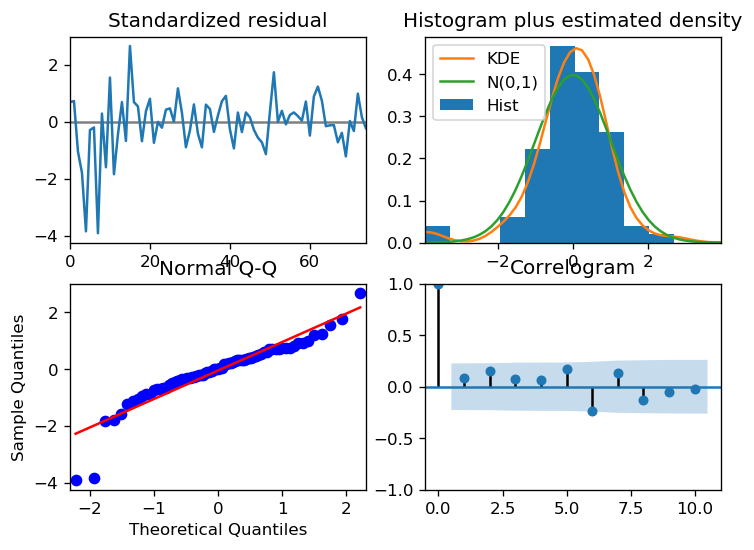 Standardized residual
2
0
−2
−4
0 20 40 60
Histogram plus estimated density
KDE
N(0,1)
Hist
0.4
0.3
0.2
0.1
0.0
−2 0 2
Normal Q-Q
Sample Quantiles
2
0
−2
−4
−2 −1 0 1 2
Theoretical Quantiles
Correlogram
1.0
0.5
0.0
−0.5
−1.0
0.0 2.5 5.0 7.5 10.0